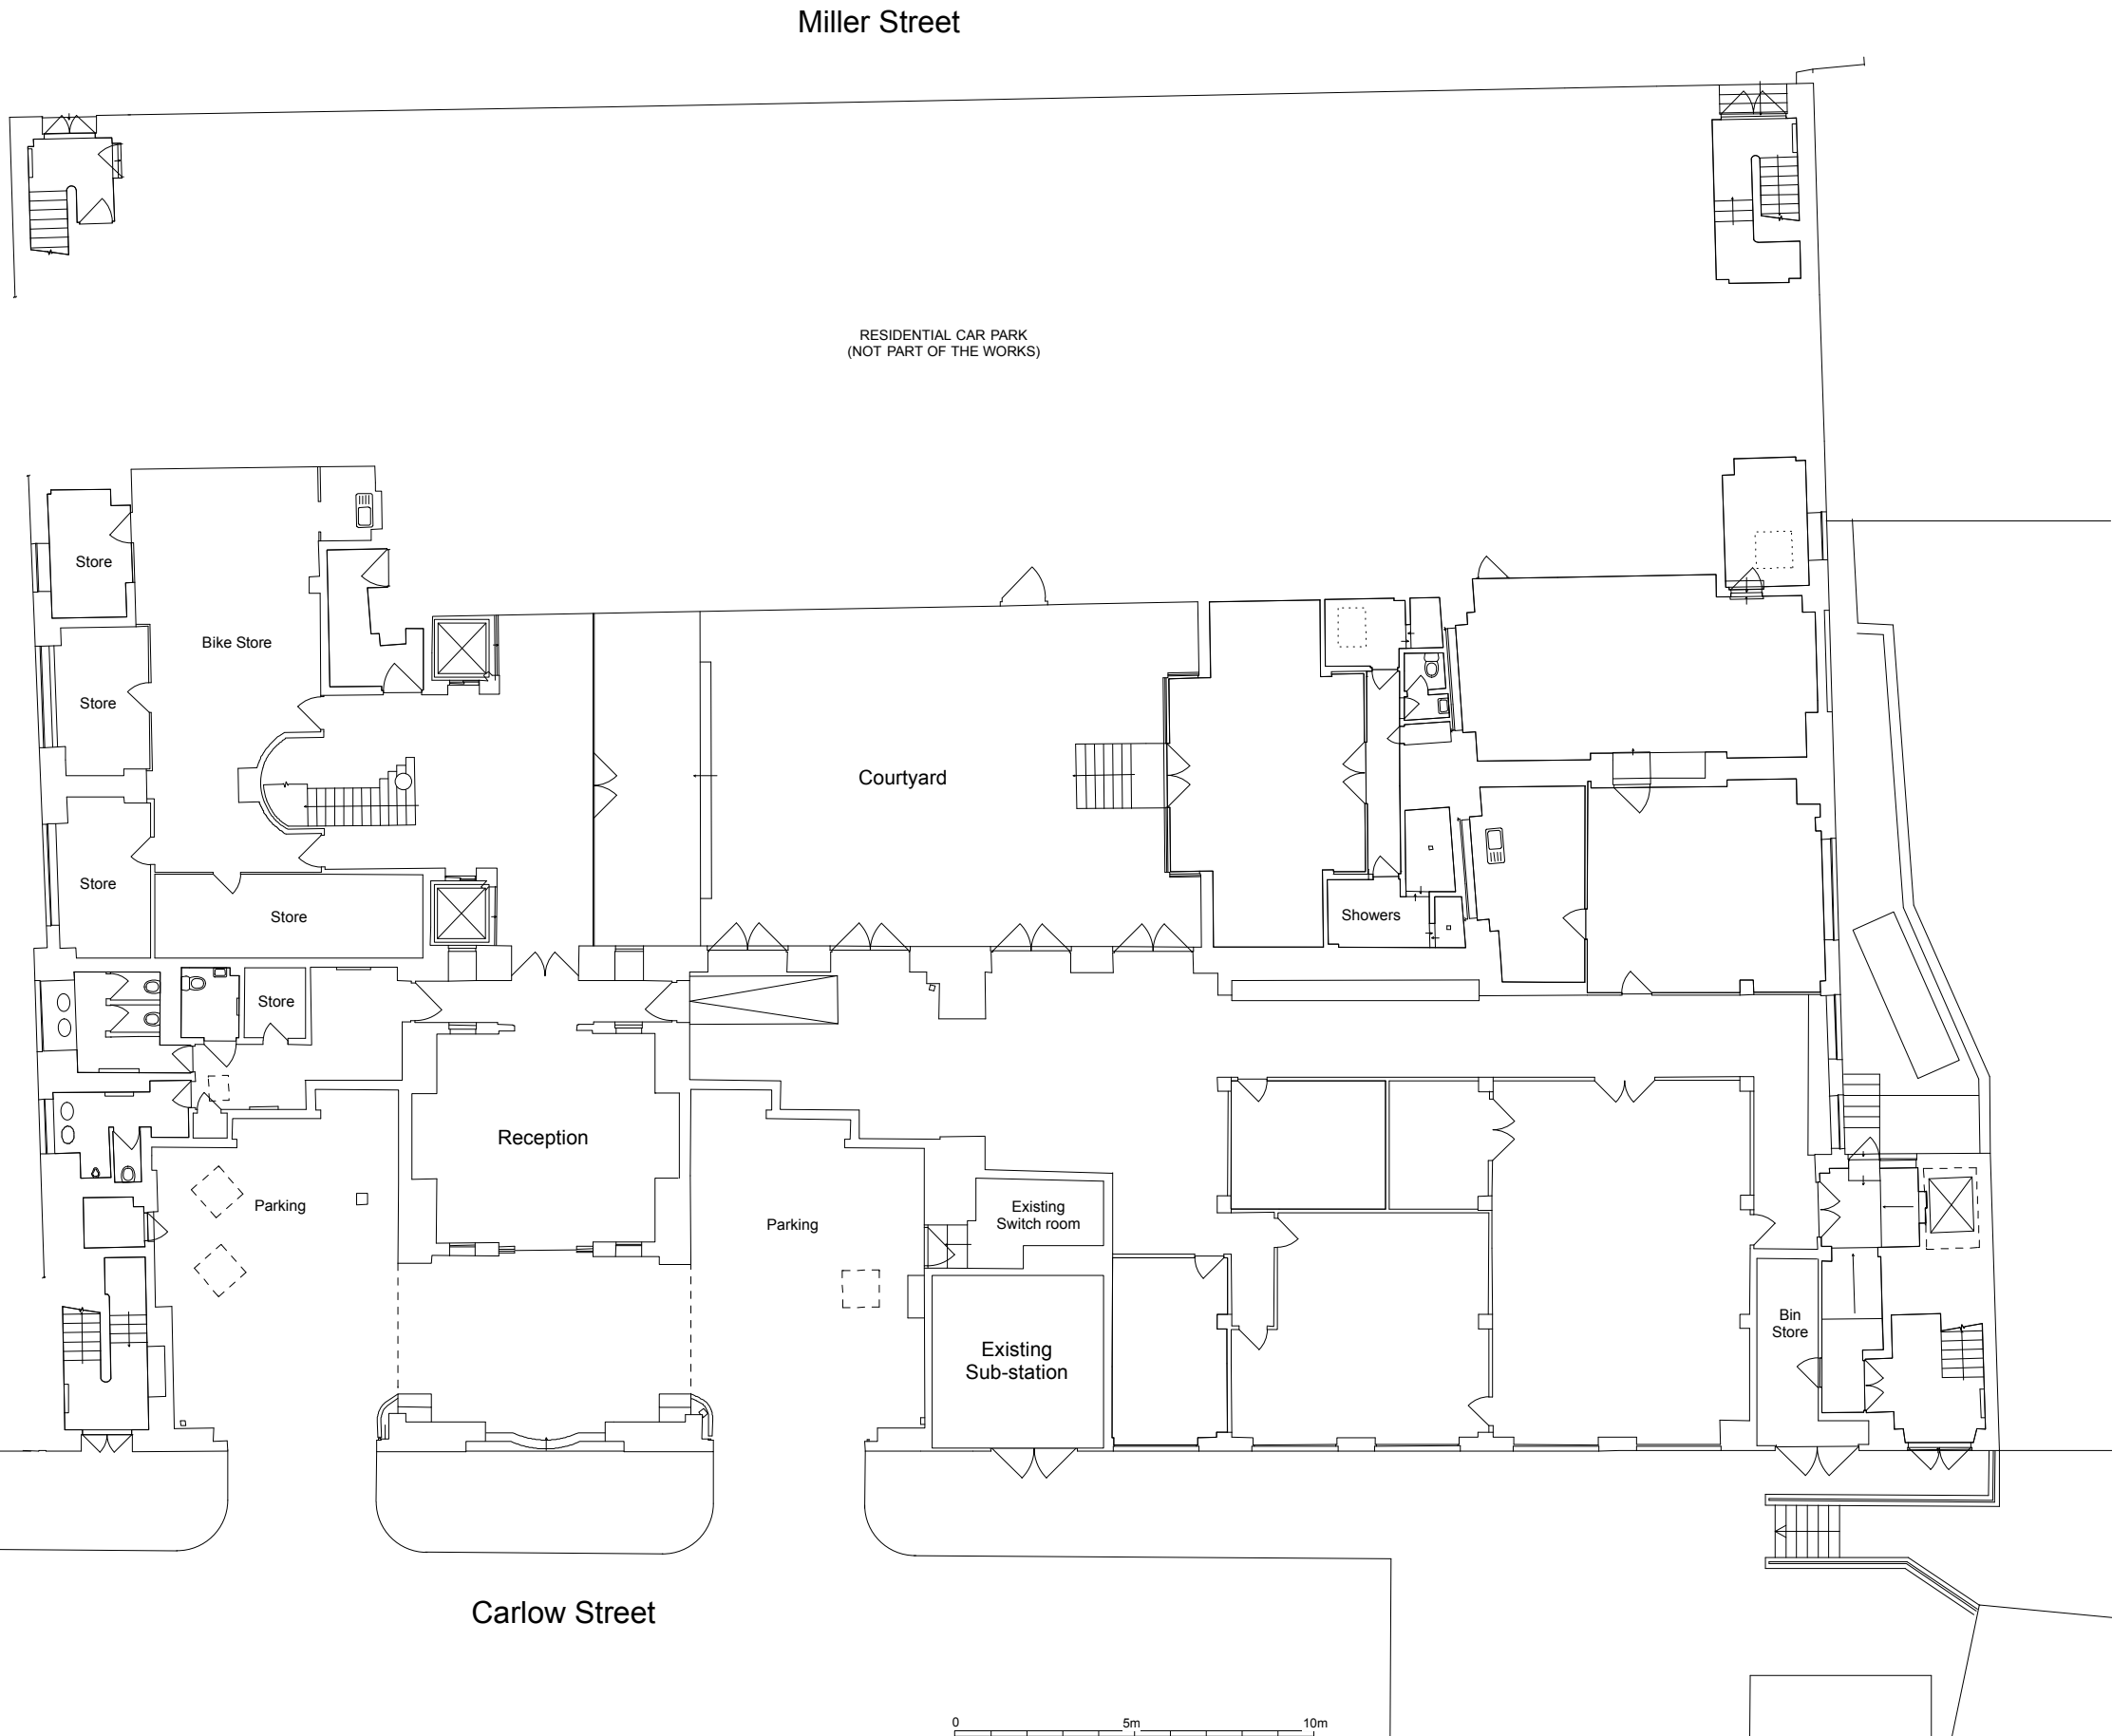 Miller Street
RESIDENTIAL CAR PARK
(NOT PART OF THE WORKS)
Store
Bike Store
Store
Courtyard
Store
Store
Showers
Store
Reception
Parking
Parking
Existing
Switch room
Existing
Sub-station
Bin
Store
Carlow Street
0 5m 10m